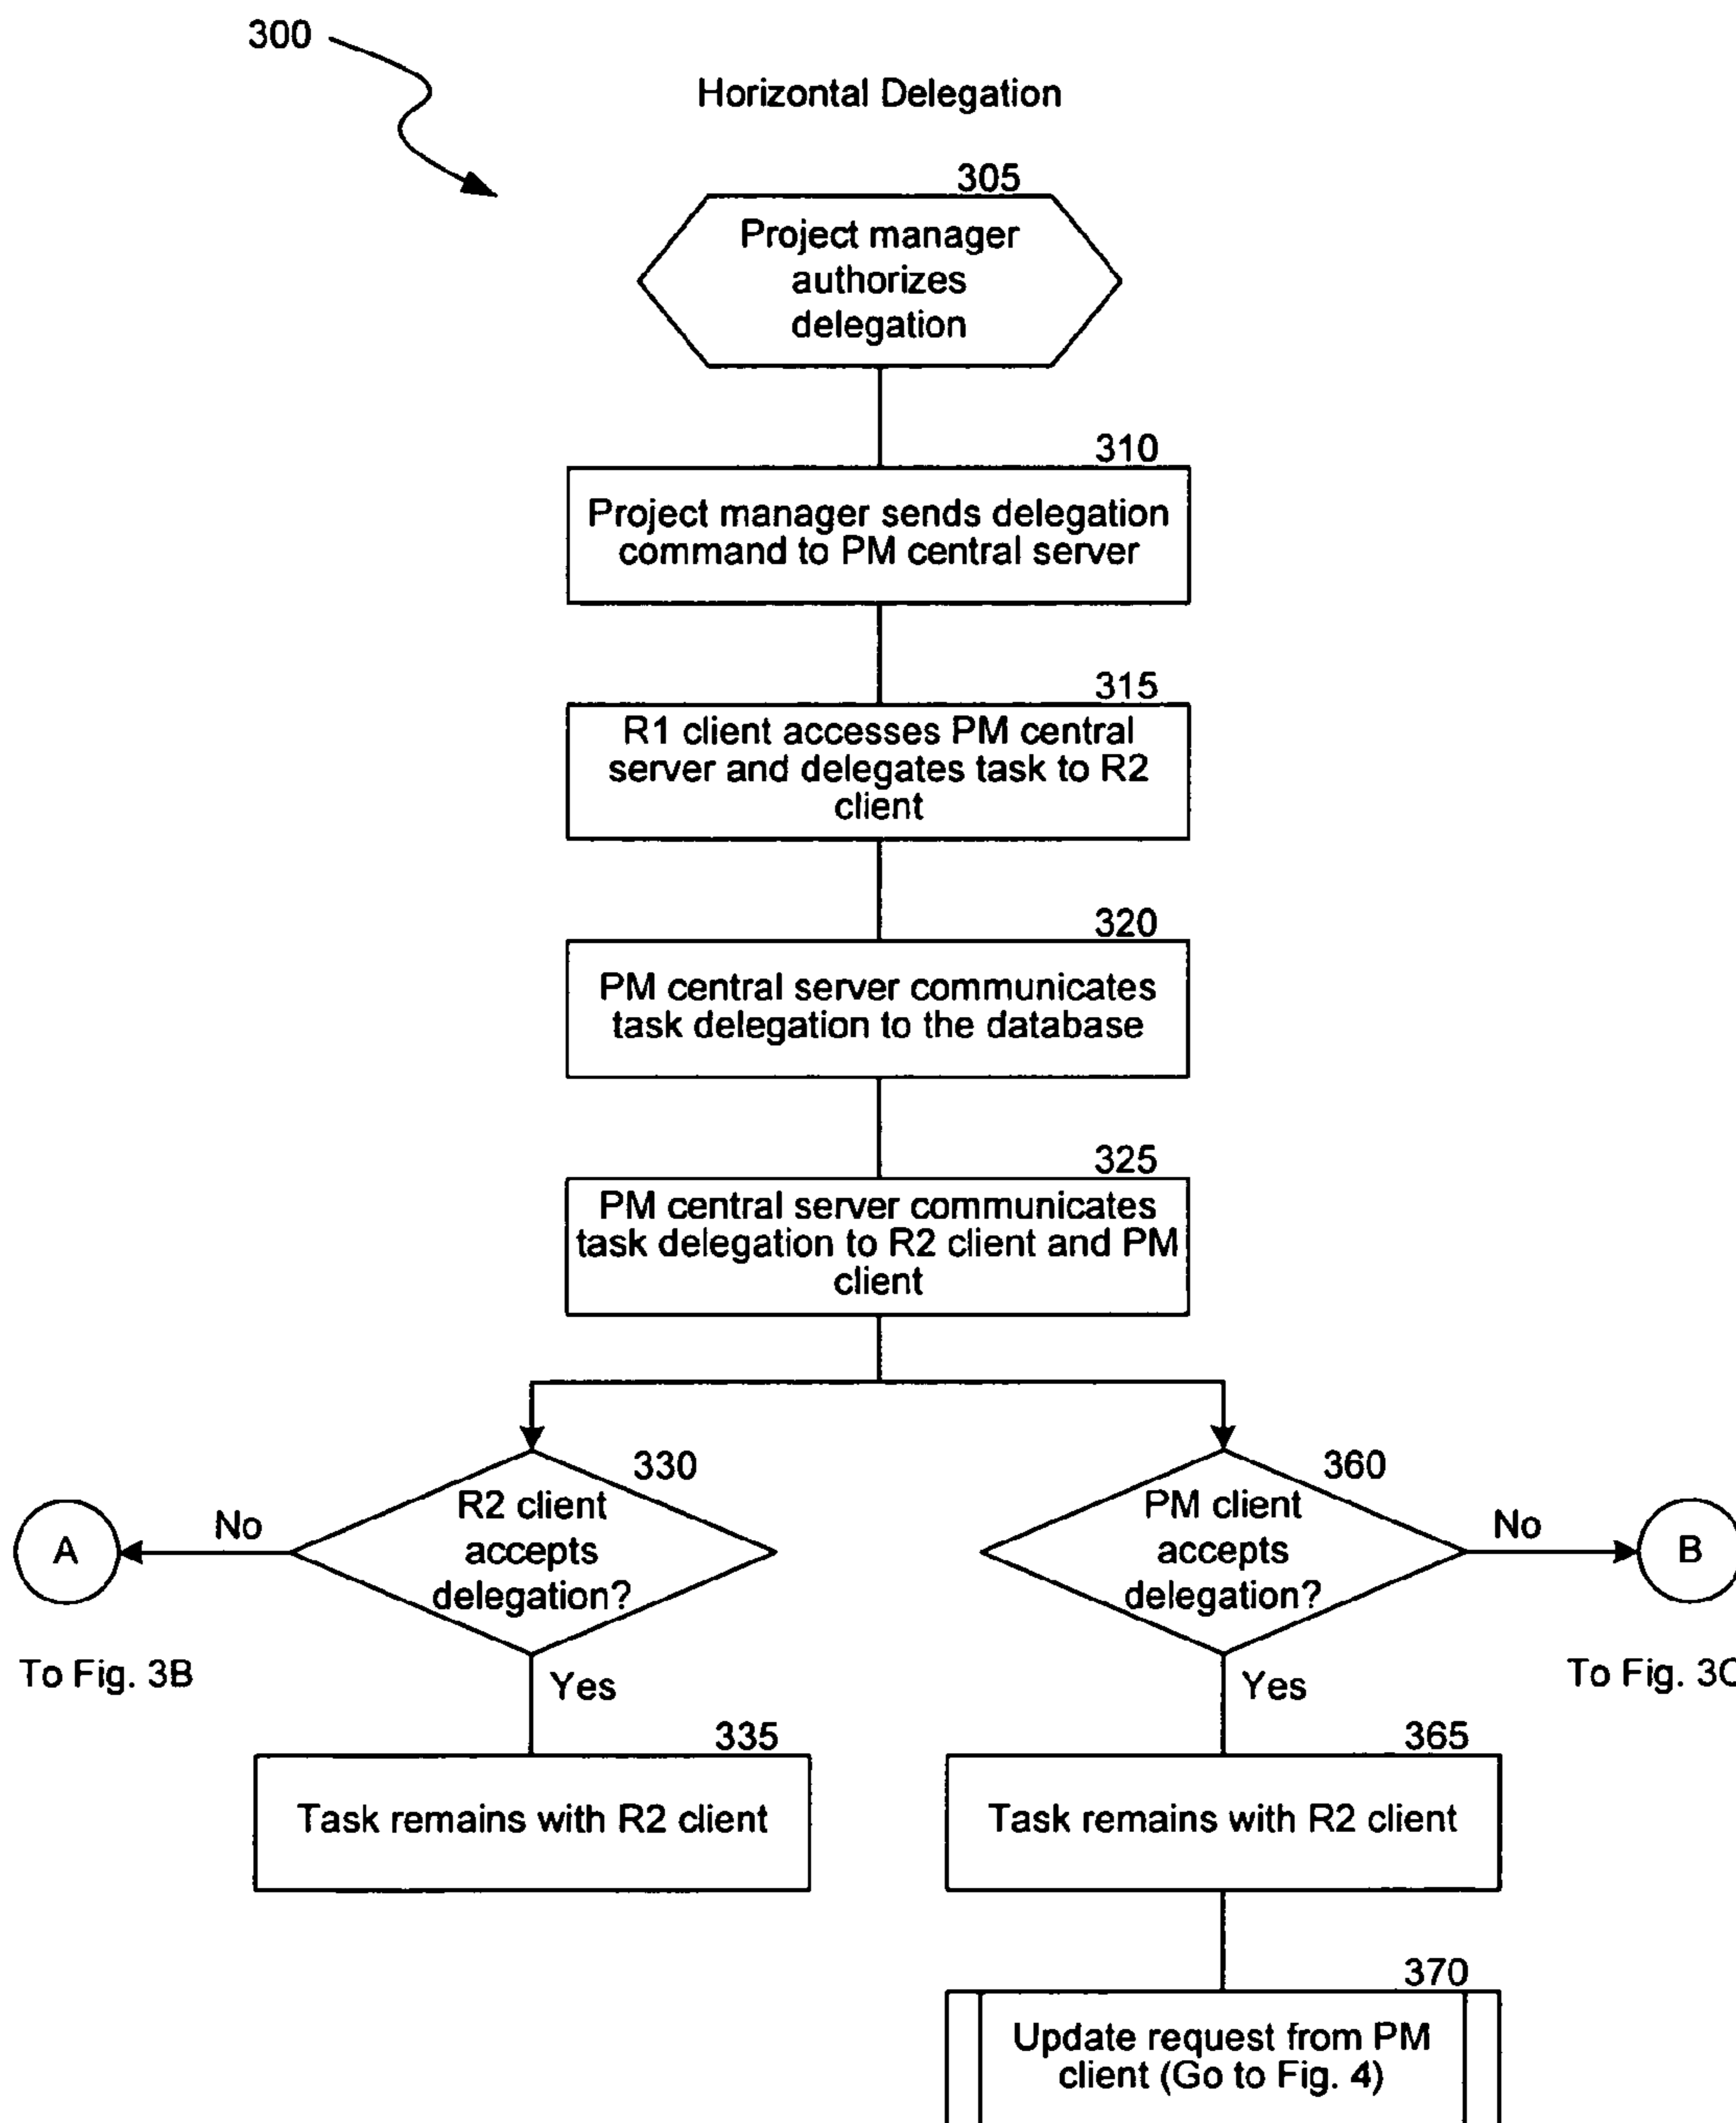 300
Horizontal Delegation
305
Project manager
authorizes
delegation
310
Project manager sends delegation
command to PM central server
315
R1 client accesses PM central
server and delegates task to R2
client
320
PM central server communicates
task delegation to the database
325
PM central server communicates
task delegation to R2 client and PM
client
330
R2 client
accepts
delegation?
No
A
To Fig. 3B
Yes
335
Task remains with R2 client
360
PM client
accepts
delegation?
No
B
To Fig. 3C
Yes
365
Task remains with R2 client
370
Update request from PM
client (Go to Fig. 4)